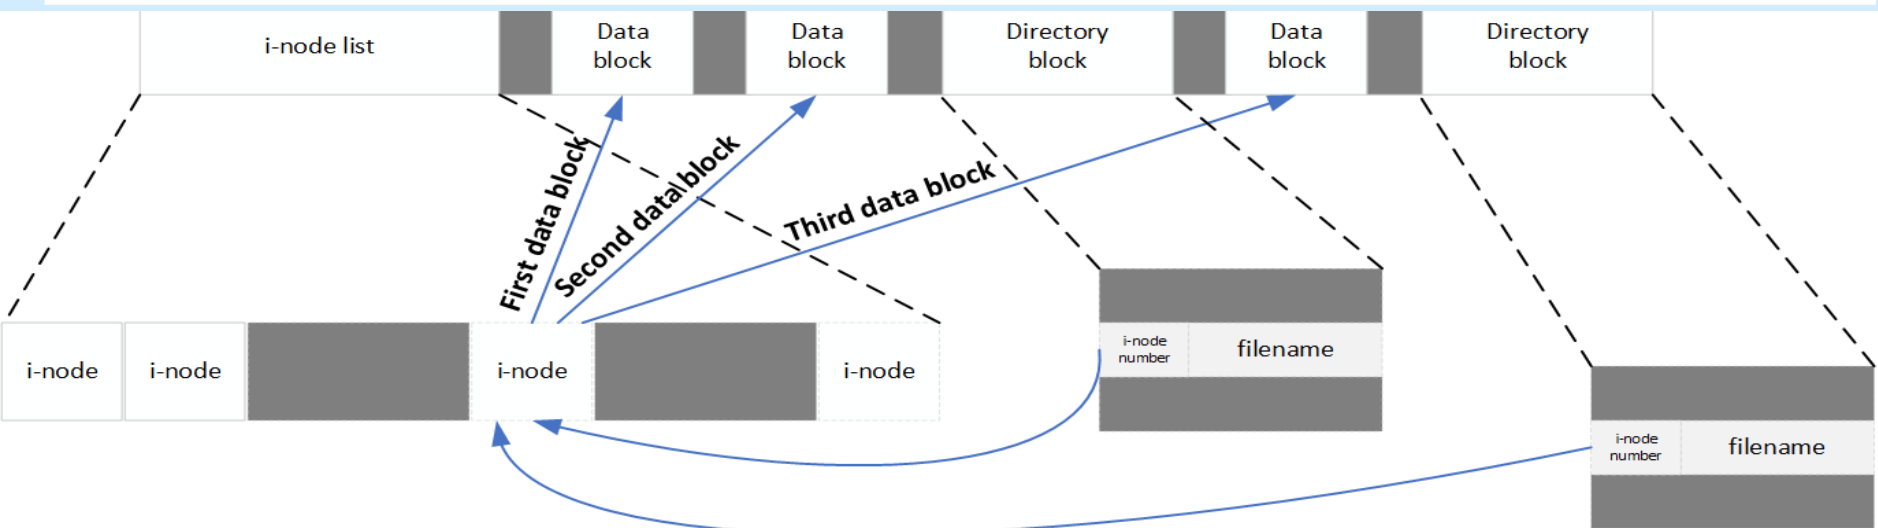 i-node list
Data
block
Data
block
Directory
block
Data
block
Directory
block
First data block
Second data block
Third data block
i-node
i-node
i-node
i-node
i-node
number
filename
i-node
number
filename